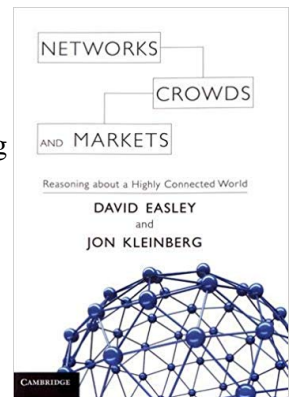 NETWORKS
CROWDS
AND MARKETS
g
Reasoning about a Highly Connected World
DAVID EASLEY
and
JON KLEINBERG
CAMBRIDGE